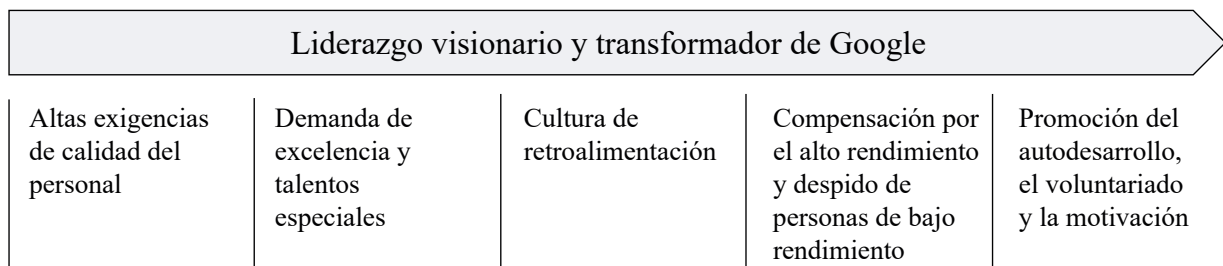 Liderazgo visionario y transformador de Google
Altas exigencias
de calidad del
personal
Demanda de
excelencia y
talentos
especiales
Cultura de
retroalimentación
Compensación por
el alto rendimiento
y despido de
personas de bajo
rendimiento
Promoción del
autodesarrollo,
el voluntariado
y la motivación